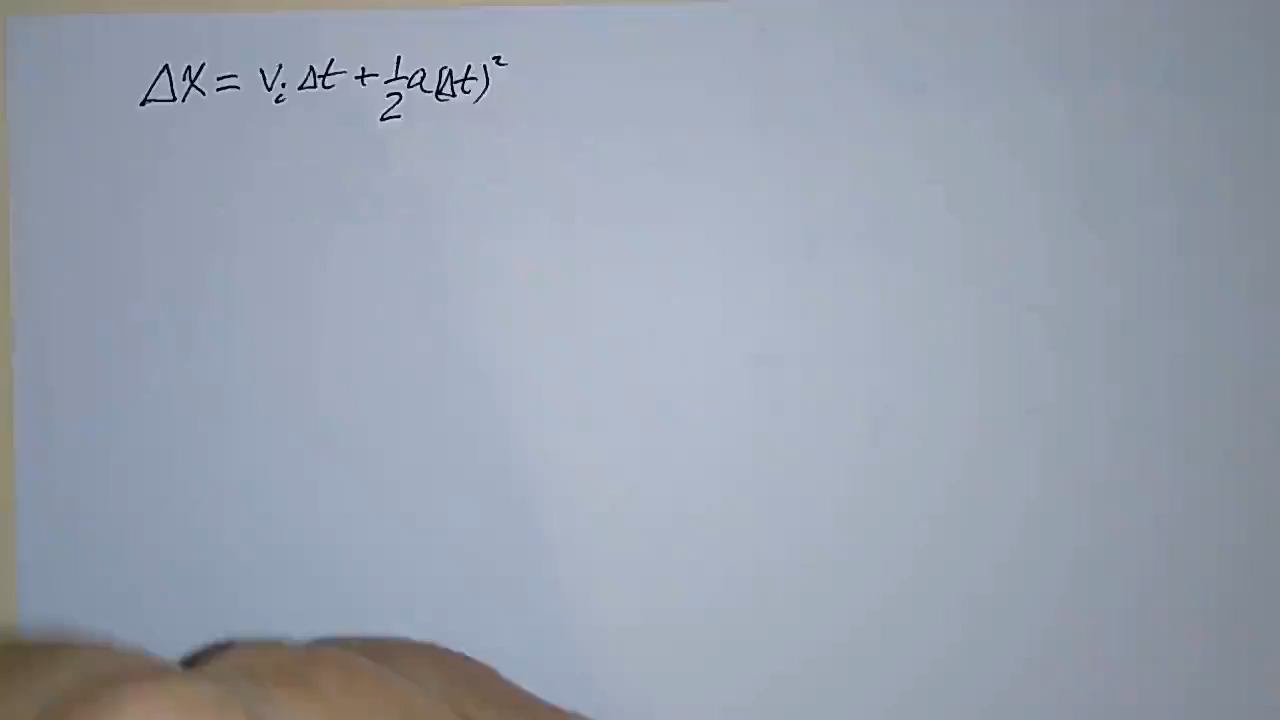 Δx = vᵢ Δt + ½ a(Δt)²